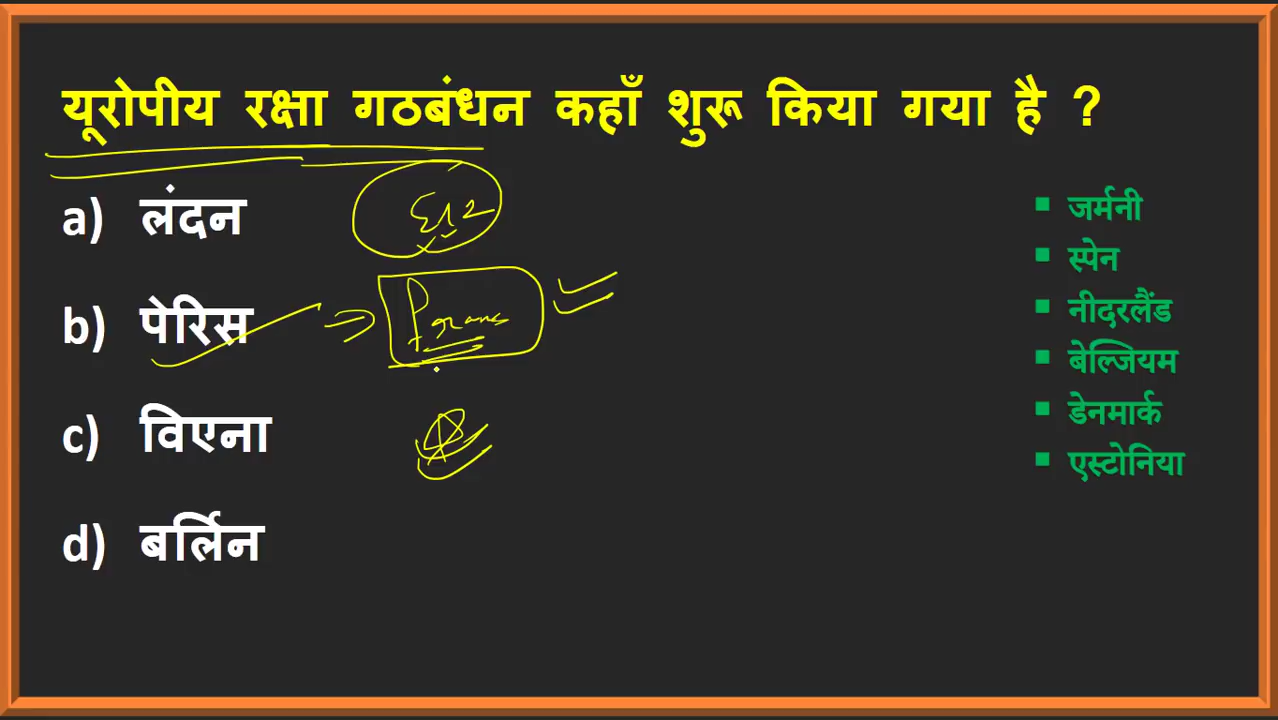 यूरोपीय रक्षा गठबंधन कहाँ शुरू किया गया है ?
a) लंदन
b) पेरिस
c) विएना
d) बर्लिन
जर्मनी
स्पेन
नीदरलैंड
बेल्जियम
डेनमार्क
एस्टोनिया